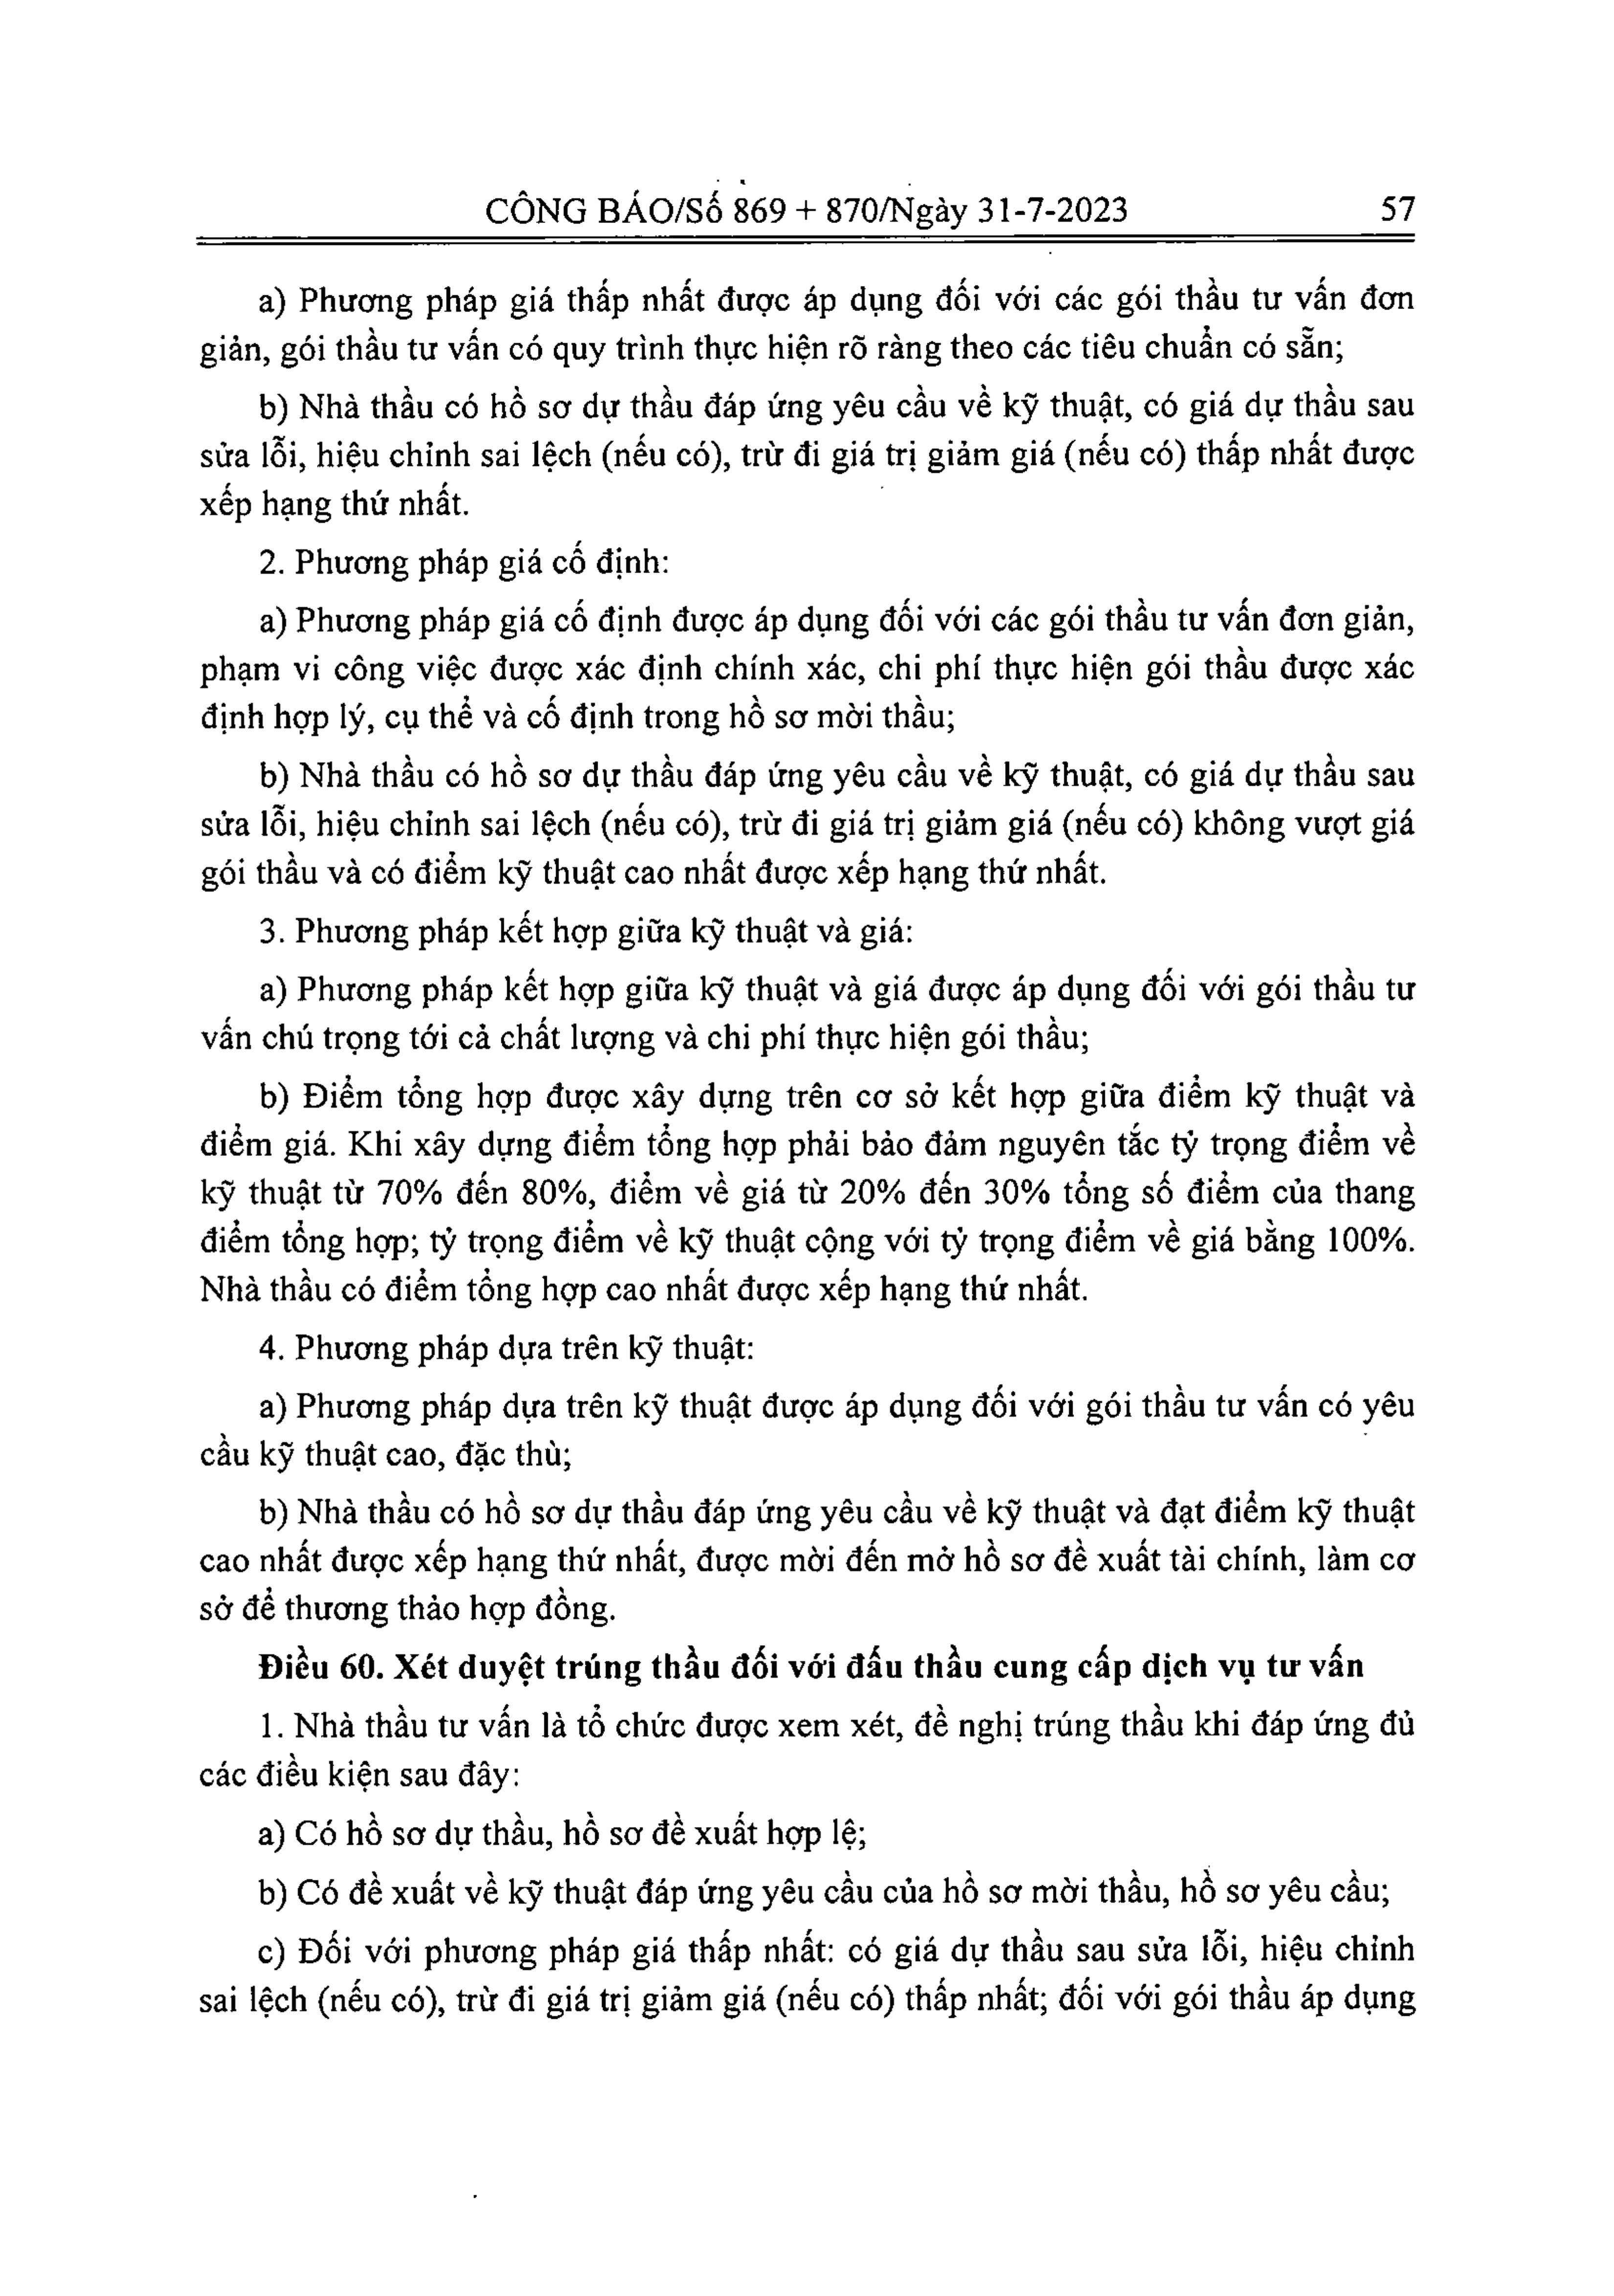 CÔNG BÁO/Số 869 + 870/Ngày 31-7-2023 57
a) Phương pháp giá thấp nhất được áp dụng đối với các gói thầu tư vấn đơn
giản, gói thầu tư vấn có quy trình thực hiện rõ ràng theo các tiêu chuẩn có sẵn;
b) Nhà thầu có hồ sơ dự thầu đáp ứng yêu cầu về kỹ thuật, có giá dự thầu sau
sửa lỗi, hiệu chỉnh sai lệch (nếu có), trừ đi giá trị giảm giá (nếu có) thấp nhất được
xếp hạng thứ nhất.
2. Phương pháp giá cố định:
a) Phương pháp giá cố định được áp dụng đối với các gói thầu tư vấn đơn giản,
phạm vi công việc được xác định chính xác, chi phí thực hiện gói thầu được xác
định hợp lý, cụ thể và cố định trong hồ sơ mời thầu;
b) Nhà thầu có hồ sơ dự thầu đáp ứng yêu cầu về kỹ thuật, có giá dự thầu sau
sửa lỗi, hiệu chỉnh sai lệch (nếu có), trừ đi giá trị giảm giá (nếu có) không vượt giá
gói thầu và có điểm kỹ thuật cao nhất được xếp hạng thứ nhất.
3. Phương pháp kết hợp giữa kỹ thuật và giá:
a) Phương pháp kết hợp giữa kỹ thuật và giá được áp dụng đối với gói thầu tư
vấn chú trọng tới cả chất lượng và chi phí thực hiện gói thầu;
b) Điểm tổng hợp được xây dựng trên cơ sở kết hợp giữa điểm kỹ thuật và
điểm giá. Khi xây dựng điểm tổng hợp phải bảo đảm nguyên tắc tỷ trọng điểm về
kỹ thuật từ 70% đến 80%, điểm về giá từ 20% đến 30% tổng số điểm của thang
điểm tổng hợp; tỷ trọng điểm về kỹ thuật cộng với tỷ trọng điểm về giá bằng 100%.
Nhà thầu có điểm tổng hợp cao nhất được xếp hạng thứ nhất.
4. Phương pháp dựa trên kỹ thuật:
a) Phương pháp dựa trên kỹ thuật được áp dụng đối với gói thầu tư vấn có yêu
cầu kỹ thuật cao, đặc thù;
b) Nhà thầu có hồ sơ dự thầu đáp ứng yêu cầu về kỹ thuật và đạt điểm kỹ thuật
cao nhất được xếp hạng thứ nhất, được mời đến mở hồ sơ đề xuất tài chính, làm cơ
sở để thương thảo hợp đồng.
Điều 60. Xét duyệt trúng thầu đối với đấu thầu cung cấp dịch vụ tư vấn
1. Nhà thầu tư vấn là tổ chức được xem xét, đề nghị trúng thầu khi đáp ứng đủ
các điều kiện sau đây:
a) Có hồ sơ dự thầu, hồ sơ đề xuất hợp lệ;
b) Có đề xuất về kỹ thuật đáp ứng yêu cầu của hồ sơ mời thầu, hồ sơ yêu cầu;
c) Đối với phương pháp giá thấp nhất: có giá dự thầu sau sửa lỗi, hiệu chỉnh
sai lệch (nếu có), trừ đi giá trị giảm giá (nếu có) thấp nhất; đối với gói thầu áp dụng